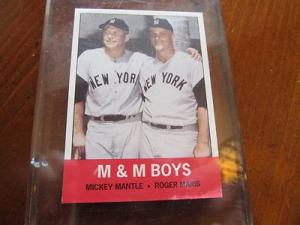 NEW YORK
NEW YORK
M & M BOYS
MICKEY MANTLE • ROGER MARIS